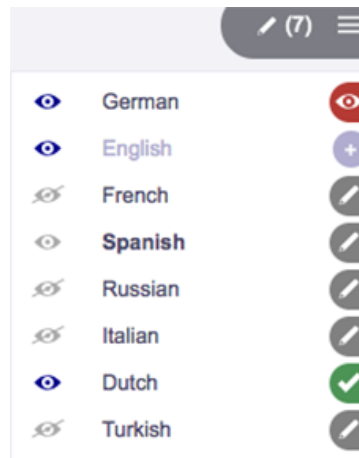 (7)
German
English
French
Spanish
Russian
Italian
Dutch
Turkish